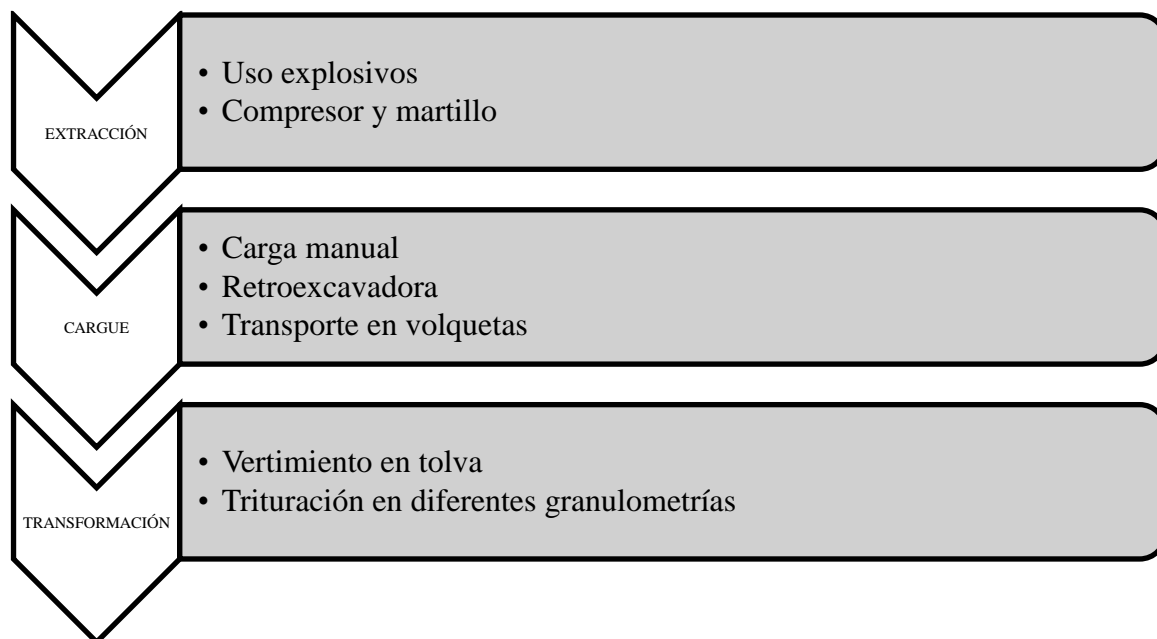 EXTRACCIÓN
• Uso explosivos
• Compresor y martillo
CARGUE
• Carga manual
• Retroexcavadora
• Transporte en volquetas
TRANSFORMACIÓN
• Vertimiento en tolva
• Trituración en diferentes granulometrías